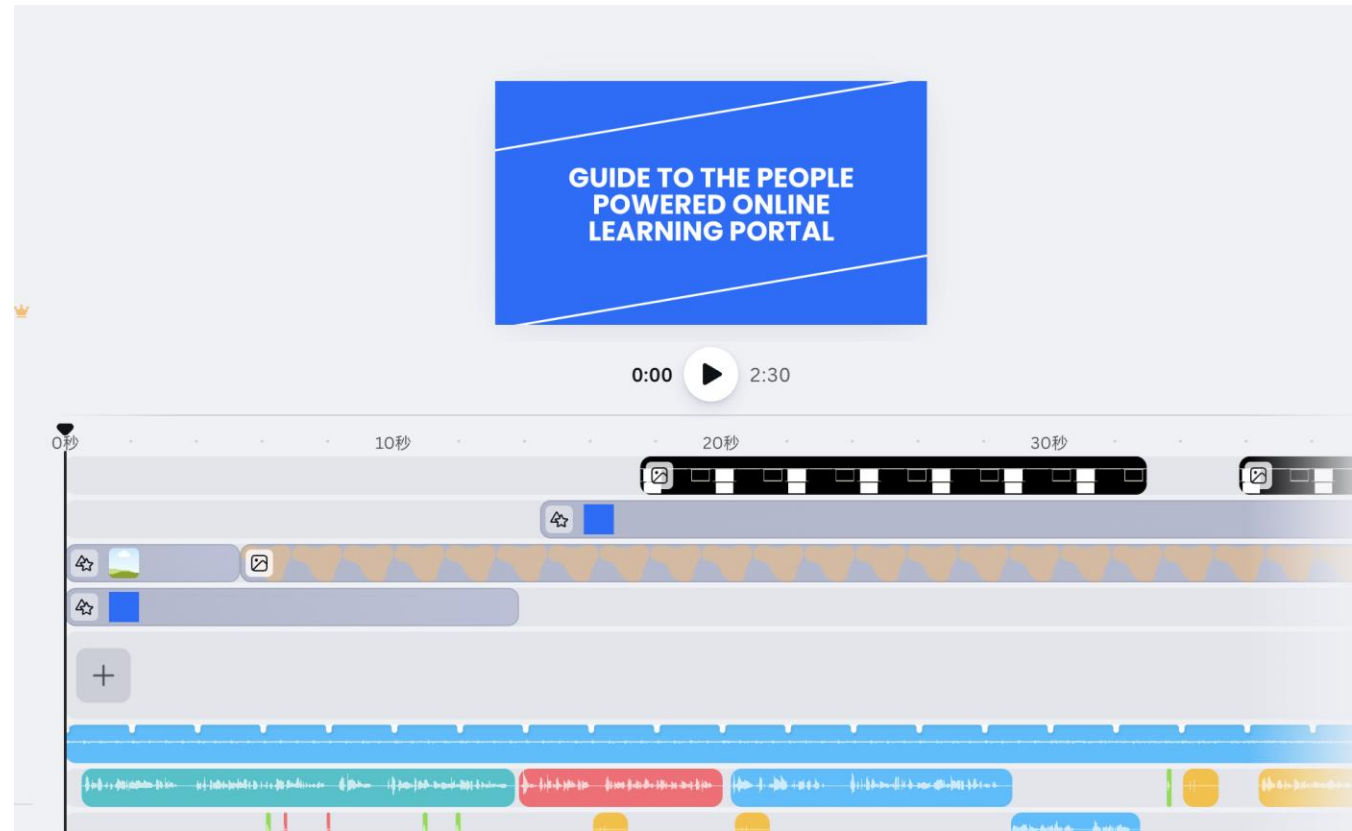 GUIDE TO THE PEOPLE
POWERED ONLINE
LEARNING PORTAL
0:00 2:30
0秒 10秒 20秒 30秒